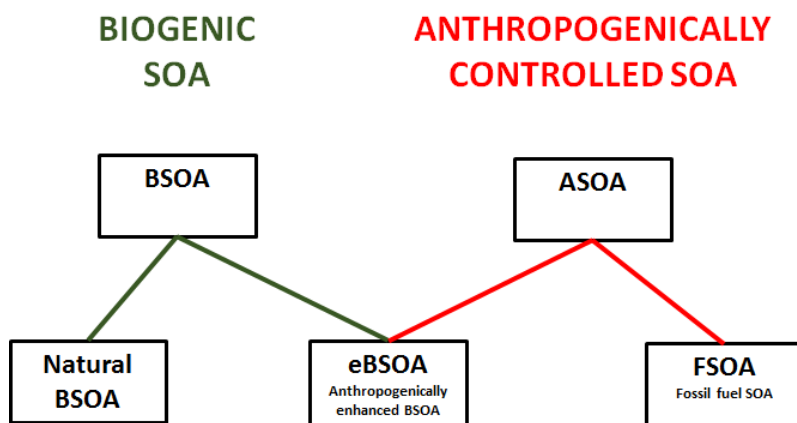 BIOGENIC
SOA
ANTHROPOGENICALLY
CONTROLLED SOA
BSOA
ASOA
Natural
BSOA
eBSOA
Anthropogenically
enhanced BSOA
FSOA
Fossil fuel SOA